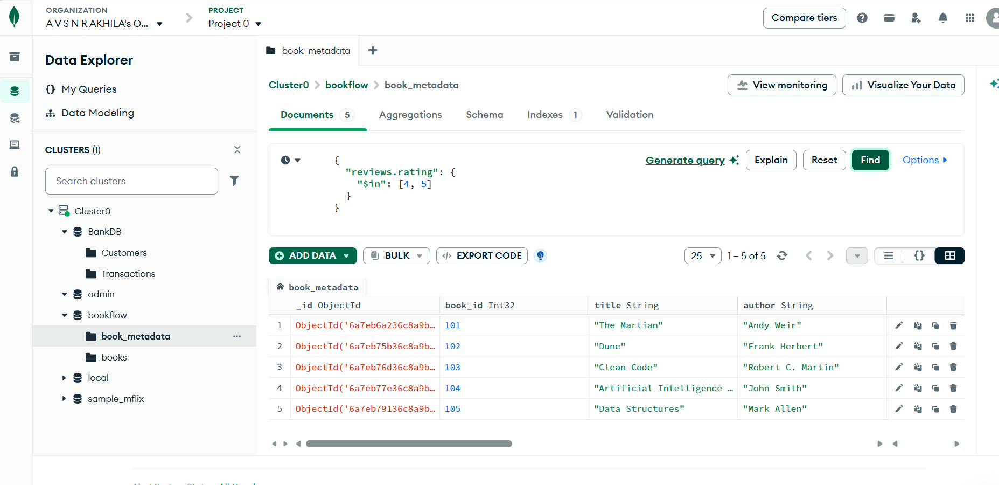 ORGANIZATION
A V S N R AKHILA's O...
PROJECT
Project 0
Compare tiers
Data Explorer
My Queries
Data Modeling
CLUSTERS (1)
Search clusters
Cluster0
BankDB
Customers
Transactions
admin
bookflow
book_metadata
books
local
sample_mflix
book_metadata
Cluster0 > bookflow > book_metadata
View monitoring
Visualize Your Data
Documents 5
Aggregations
Schema
Indexes 1
Validation
{
"reviews.rating": {
"$in": [4, 5]
}
}
Generate query
Explain
Reset
Find
Options
ADD DATA
BULK
EXPORT CODE
25
1 – 5 of 5
book_metadata
_id ObjectId book_id Int32 title String author String
1 ObjectId('6a7eb6a236c8a9b… 101 "The Martian" "Andy Weir"
2 ObjectId('6a7eb75b36c8a9b… 102 "Dune" "Frank Herbert"
3 ObjectId('6a7eb76d36c8a9b… 103 "Clean Code" "Robert C. Martin"
4 ObjectId('6a7eb77e36c8a9b… 104 "Artificial Intelligence … "John Smith"
5 ObjectId('6a7eb79136c8a9b… 105 "Data Structures" "Mark Allen"